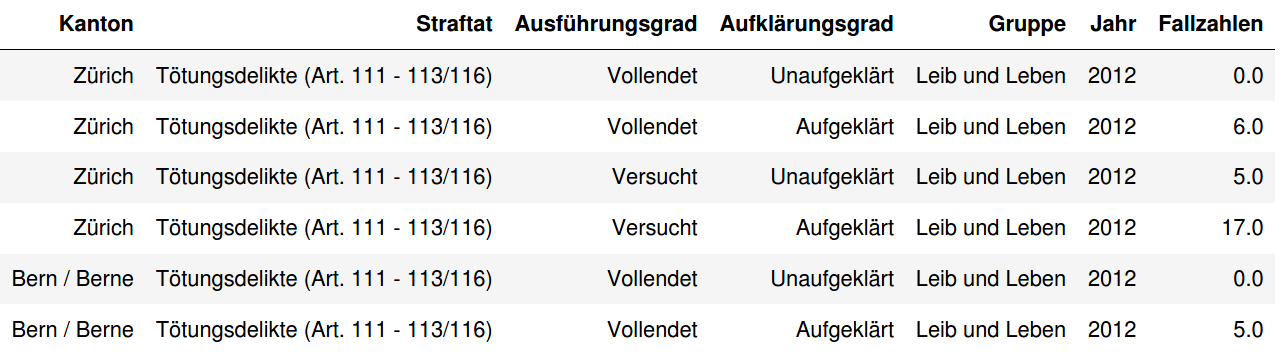 Kanton Straftat Ausführungsgrad Aufklärungsgrad Gruppe Jahr Fallzahlen
Zürich Tötungsdelikte (Art. 111 - 113/116) Vollendet Unaufgeklärt Leib und Leben 2012 0.0
Zürich Tötungsdelikte (Art. 111 - 113/116) Vollendet Aufgeklärt Leib und Leben 2012 6.0
Zürich Tötungsdelikte (Art. 111 - 113/116) Versucht Unaufgeklärt Leib und Leben 2012 5.0
Zürich Tötungsdelikte (Art. 111 - 113/116) Versucht Aufgeklärt Leib und Leben 2012 17.0
Bern / Berne Tötungsdelikte (Art. 111 - 113/116) Vollendet Unaufgeklärt Leib und Leben 2012 0.0
Bern / Berne Tötungsdelikte (Art. 111 - 113/116) Vollendet Aufgeklärt Leib und Leben 2012 5.0